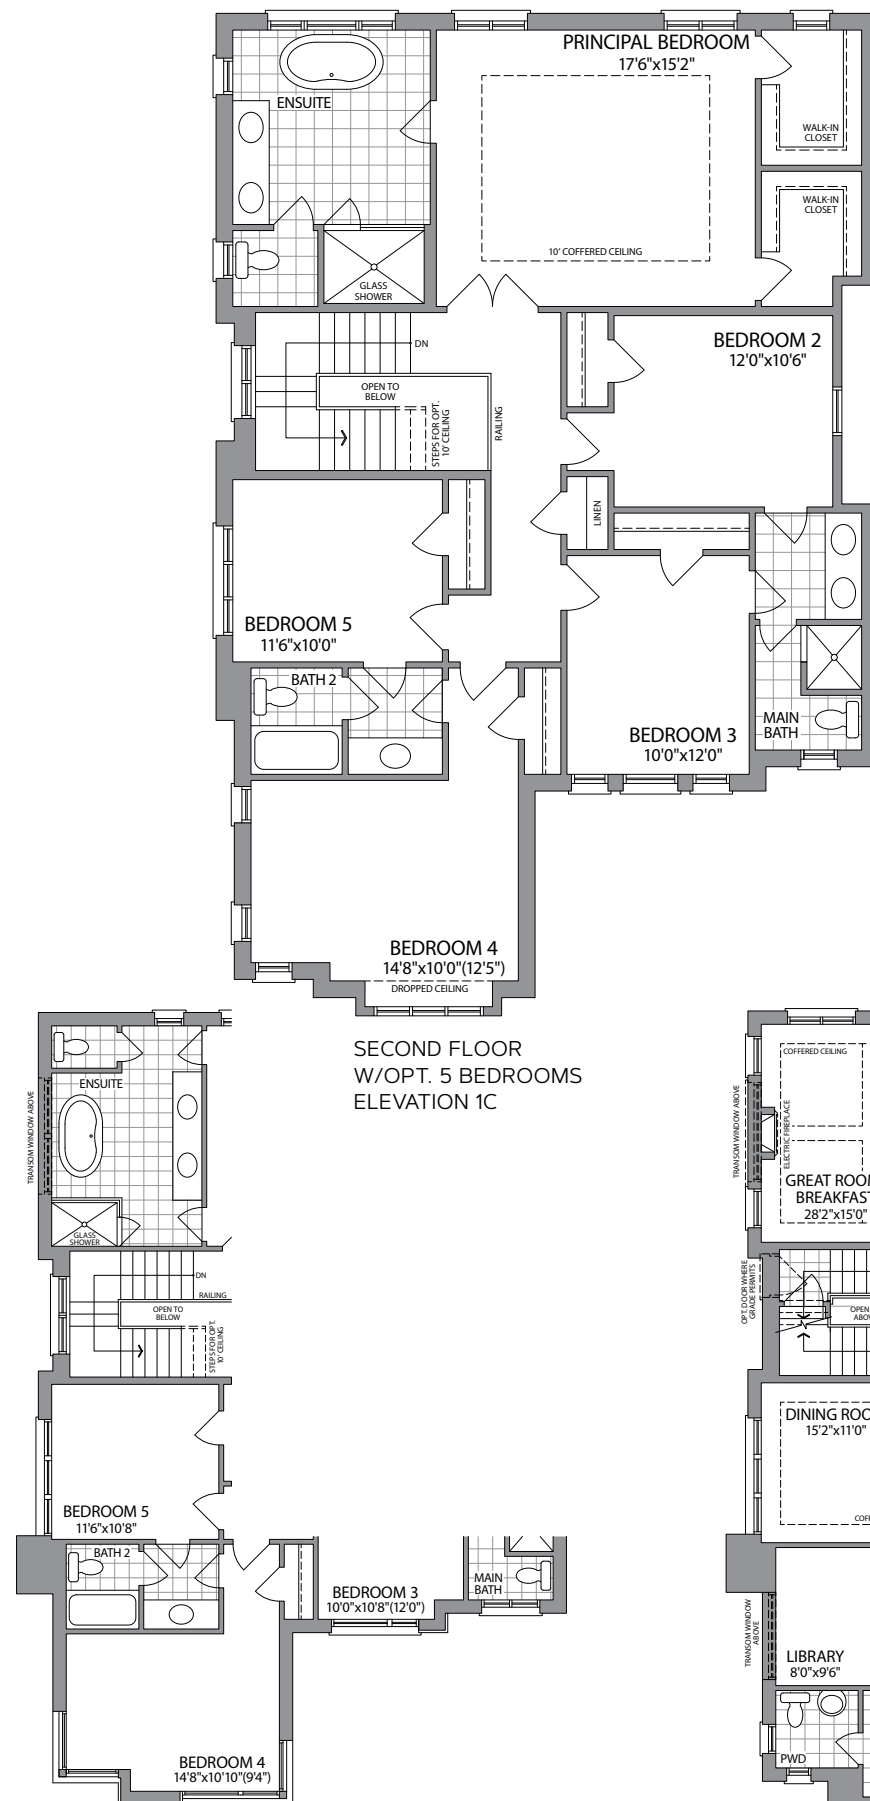 PRINCIPAL BEDROOM
17'6"x15'2"
ENSUITE
WALK-IN
CLOSET
WALK-IN
CLOSET
10' COFFERED CEILING
GLASS
SHOWER
DN
OPEN TO
BELOW
STEPS FOR OPT.
10' CEILING
RAILING
BEDROOM 2
12'0"x10'6"
LINEN
BEDROOM 5
11'6"x10'0"
BATH 2
BEDROOM 3
10'0"x12'0"
MAIN
BATH
BEDROOM 4
14'8"x10'0"(12'5")
DROPPED CEILING
SECOND FLOOR
W/OPT. 5 BEDROOMS
ELEVATION 1C
ENSUITE
TRANSOM WINDOW ABOVE
GLASS
SHOWER
DN
RAILING
OPEN TO
BELOW
STEPS FOR OPT.
10' CEILING
BEDROOM 5
11'6"x10'8"
BATH 2
BEDROOM 3
10'0"x10'8"(12'0")
MAIN
BATH
BEDROOM 4
14'8"x10'10"(9'4")
COFFERED CEILING
TRANSOM WINDOW ABOVE
ELECTRIC FIREPLACE
GREAT ROOM
BREAKFAST
28'2"x15'0"
OPT. DOOR WHERE
GRADE PERMITS
OPEN
ABOV
DINING ROO
15'2"x11'0"
COFF
TRANSOM WINDOW
ABOVE
LIBRARY
8'0"x9'6"
PWD